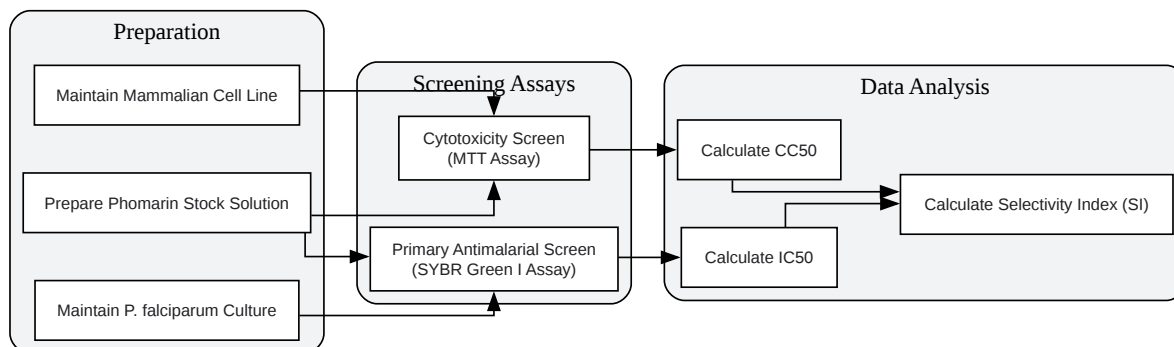 Preparation
Maintain Mammalian Cell Line
Prepare Phomarin Stock Solution
Maintain P. falciparum Culture
Screening Assays
Cytotoxicity Screen
(MTT Assay)
Primary Antimalarial Screen
(SYBR Green I Assay)
Data Analysis
Calculate CC50
Calculate IC50
Calculate Selectivity Index (SI)